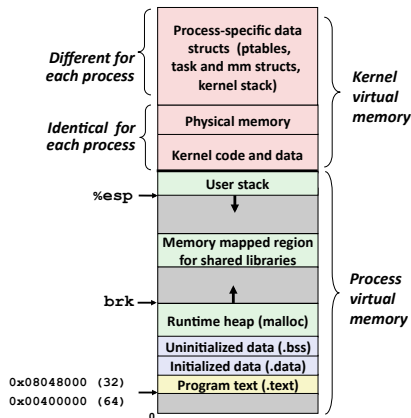 Different for
each process
Process-specific data
structs (ptables,
task and mm structs,
kernel stack)
Kernel
virtual
memory
Identical for
each process
Physical memory
Kernel code and data
User stack
%esp
Memory mapped region
for shared libraries
Process
virtual
memory
brk
Runtime heap (malloc)
Uninitialized data (.bss)
Initialized data (.data)
Program text (.text)
0x08048000 (32)
0x00400000 (64)
0